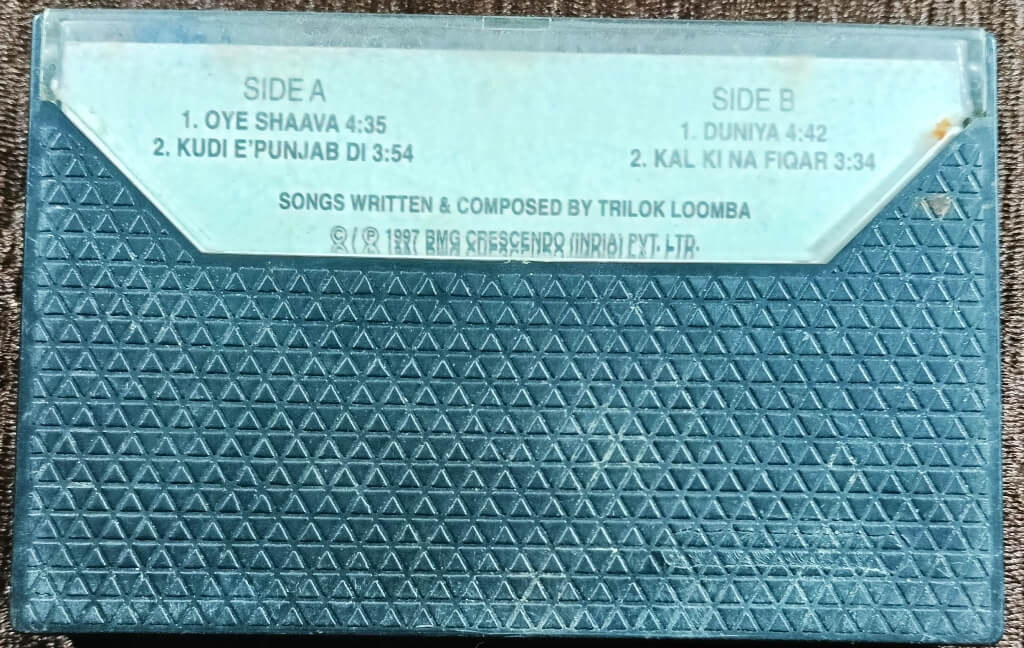 SIDE A
1. OYE SHAAVA 4:35
2. KUDI E'PUNJAB DI 3:54
SIDE B
1. DUNIYA 4:42
2. KAL KI NA FIQAR 3:34
SONGS WRITTEN & COMPOSED BY TRILOK LOOMBA
©/℗ 1997 BMG CRESCENDO (INDIA) PVT. LTD.